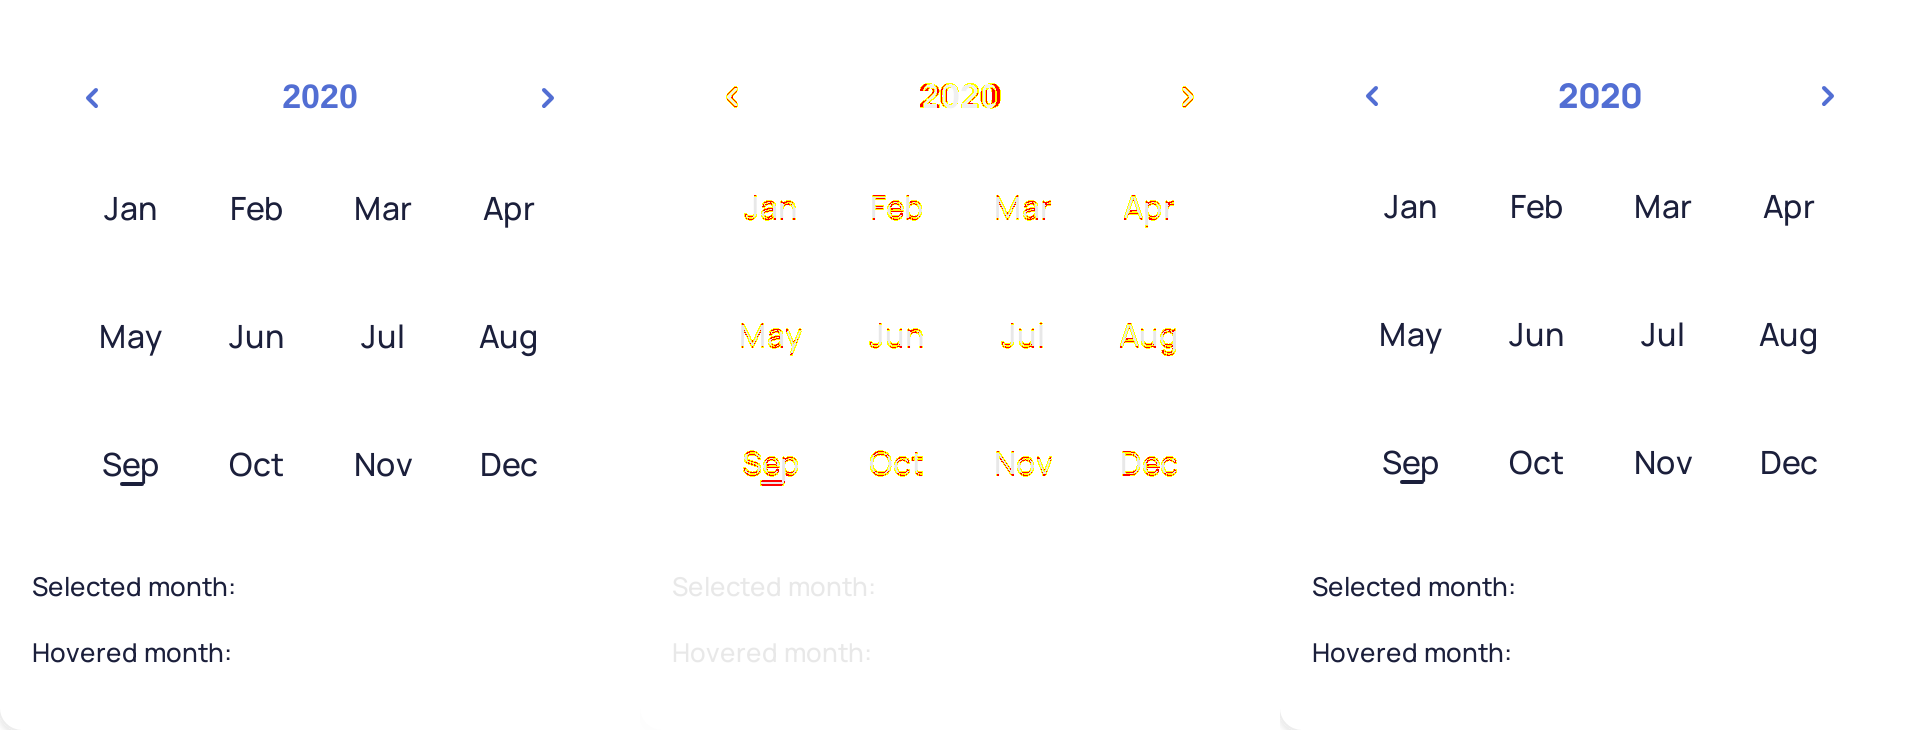 2020 2020 2020
Jan Feb Mar Apr Jan Feb Mar Apr Jan Feb Mar Apr
May Jun Jul Aug May Jun Jul Aug May Jun Jul Aug
Sep Oct Nov Dec Sep Oct Nov Dec Sep Oct Nov Dec
Selected month: Selected month: Selected month:
Hovered month: Hovered month: Hovered month: